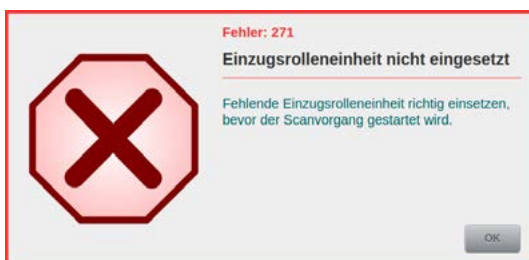 Fehler: 271
Einzugsrolleneinheit nicht eingesetzt
Fehlende Einzugsrolleneinheit richtig einsetzen,
bevor der Scanvorgang gestartet wird.
OK